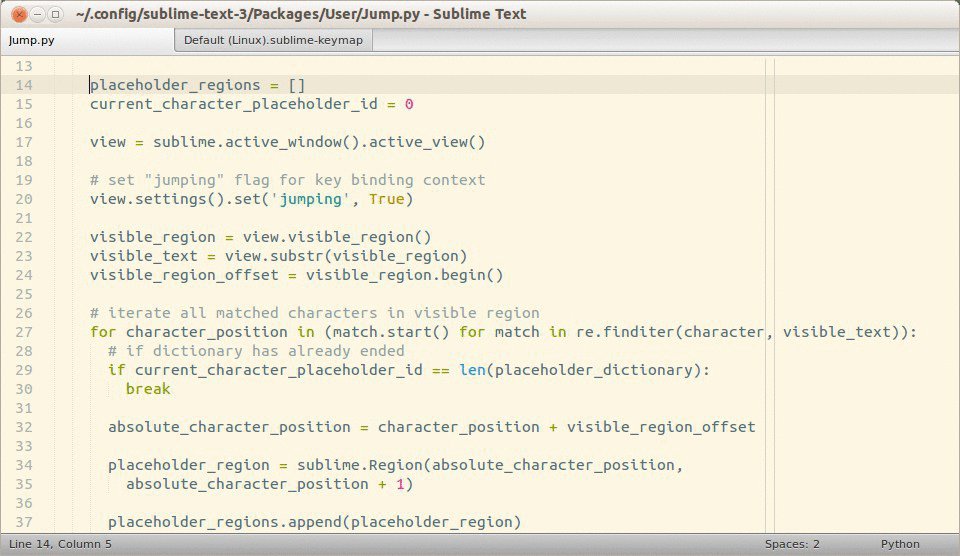 ~/.config/sublime-text-3/Packages/User/Jump.py - Sublime Text
Jump.py Default (Linux).sublime-keymap
13
14 placeholder_regions = []
15 current_character_placeholder_id = 0
16
17 view = sublime.active_window().active_view()
18
19 # set "jumping" flag for key binding context
20 view.settings().set('jumping', True)
21
22 visible_region = view.visible_region()
23 visible_text = view.substr(visible_region)
24 visible_region_offset = visible_region.begin()
25
26 # iterate all matched characters in visible region
27 for character_position in (match.start() for match in re.finditer(character, visible_text)):
28 # if dictionary has already ended
29 if current_character_placeholder_id == len(placeholder_dictionary):
30 break
31
32 absolute_character_position = character_position + visible_region_offset
33
34 placeholder_region = sublime.Region(absolute_character_position,
35 absolute_character_position + 1)
36
37 placeholder_regions.append(placeholder_region)
Line 14, Column 5 Spaces: 2 Python